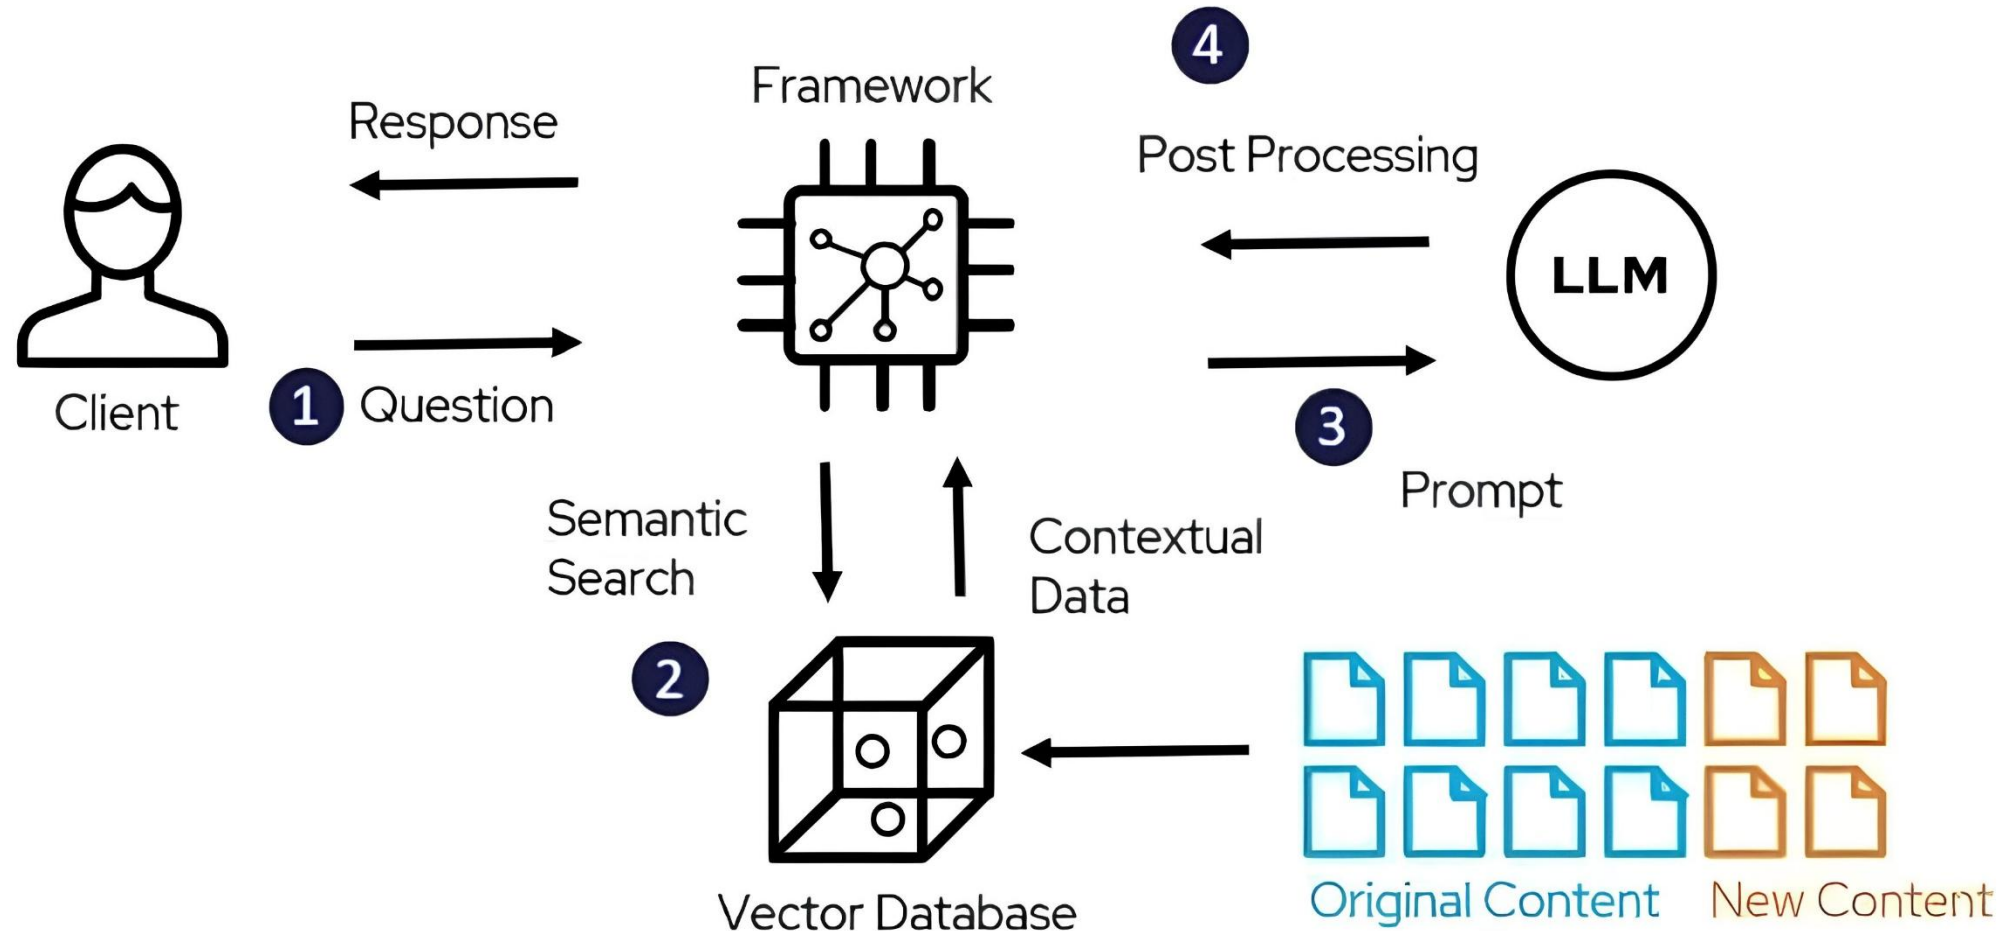 4
Framework
Response
Post Processing
LLM
Client
1 Question
3
Prompt
Semantic
Search
Contextual
Data
2
Original Content
New Content
Vector Database